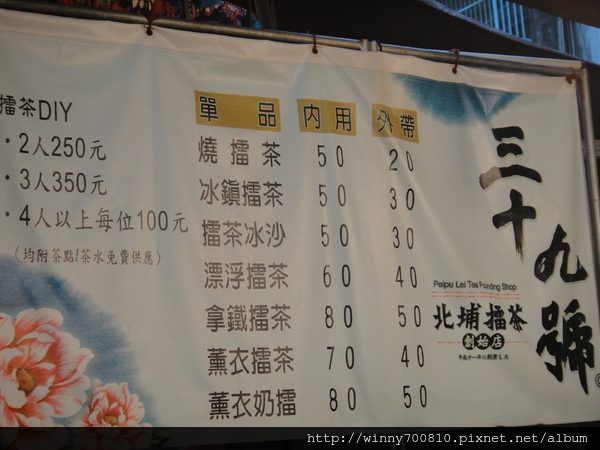 擂茶DIY
・2人250元
・3人350元
・4人以上每位100元
（均附茶點/茶水免費供應）
單品 內用 外帶
燒擂茶 50 20
冰鎮擂茶 50 30
擂茶冰沙 50 30
漂浮擂茶 60 40
拿鐵擂茶 80 50
薰衣擂茶 70 40
薰衣奶擂 80 50
三十九號
Peipu Lei Tea Pounding Shop
北埔擂茶
創始店
http://winny700810.pixnet.net/album